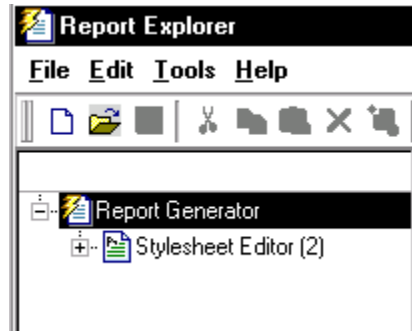 Report Explorer
File Edit Tools Help
Report Generator
Stylesheet Editor (2)